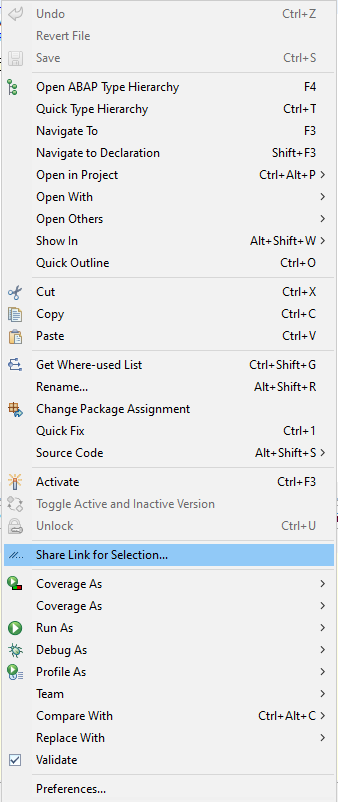 Undo Ctrl+Z
Revert File
Save Ctrl+S
Open ABAP Type Hierarchy F4
Quick Type Hierarchy Ctrl+T
Navigate To F3
Navigate to Declaration Shift+F3
Open in Project Ctrl+Alt+P >
Open With >
Open Others >
Show In Alt+Shift+W >
Quick Outline Ctrl+O
Cut Ctrl+X
Copy Ctrl+C
Paste Ctrl+V
Get Where-used List Ctrl+Shift+G
Rename... Alt+Shift+R
Change Package Assignment
Quick Fix Ctrl+1
Source Code Alt+Shift+S >
Activate Ctrl+F3
Toggle Active and Inactive Version
Unlock Ctrl+U
Share Link for Selection...
Coverage As >
Coverage As >
Run As >
Debug As >
Profile As >
Team >
Compare With Ctrl+Alt+C >
Replace With >
Validate
Preferences...